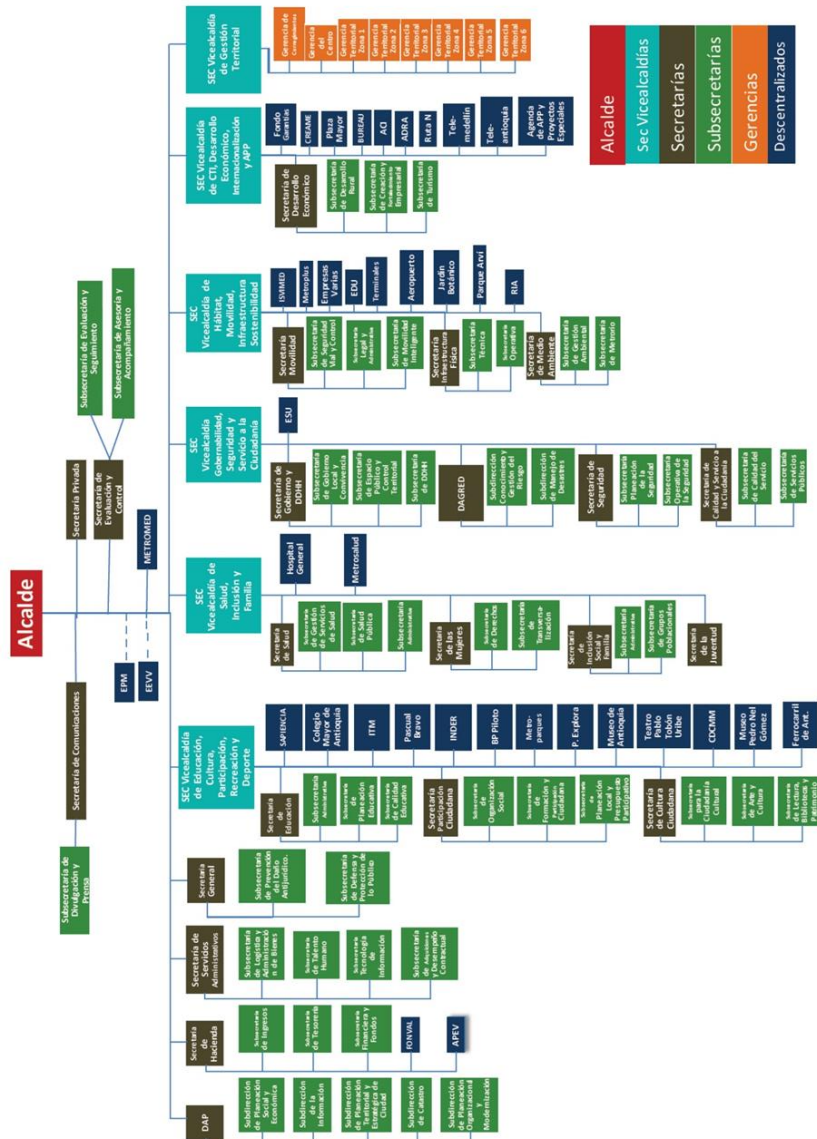 Alcalde
Secretaría de Comunicaciones
Secretaría Privada
Subsecretaría de
Divulgación y
Prensa
Secretaría de
Evaluación y
Control
Subsecretaría de Evaluación y
Seguimiento
Subsecretaría de Asesoría y
Acompañamiento
EPM
EEVV
METROMED
DAP
Subdirección
de Planeación
Social y
Económica
Subdirección
de la
Información
Subdirección
de Planeación
Territorial y
Estratégica de
Ciudad
Subdirección
de Catastro
Subdirección
de Planeación
Organizacional
y
Modernización
Secretaría
de
Hacienda
Subsecretaría
de Ingresos
Subsecretaría
de Tesorería
Subsecretaría
Financiera y
Fondos
FONVAL
APEV
Secretaría de
Servicios
Administrativos
Subsecretaría
de Logística y
Administració
n de Bienes
Subsecretaría
de Talento
Humano
Subsecretaría
Tecnología
de
Información
Subsecretaría
de Adquisiciones
y Desempeño
Contractual
Secretaría
General
Subsecretaría
de Prevención
del Daño
Antijurídico.
Subsecretaría
de Defensa y
Protección de
lo Público
SEC Vicealcaldía
de Educación,
Cultura,
Participación,
Recreación y
Deporte
Secretaría
de
Educación
Subsecretaría
Administrativa
Subsecretaría
de Planeación
Educativa
Subsecretaría
de Calidad
Educativa
Secretaría
Participación
Ciudadana
Subsecretaría
de
Organización
Social
Subsecretaría
de
Formación y
Participación
Ciudadana
Subsecretaría
de
Planeación
Local y
Presupuesto
Participativo
Secretaría
de Cultura
Ciudadana
Subsecretaría
para la
Ciudadanía
Cultural
Subsecretaría
de Arte y
Cultura
Subsecretaría
de Lectura,
Bibliotecas y
Patrimonio
SAPIENCIA
Colegio
Mayor de
Antioquia
ITM
Pascual
Bravo
INDER
BP Piloto
Metro-
parques
P. Explora
Museo de
Antioquia
Teatro
Pablo
Tobón
Uribe
CDCMM
Museo
Pedro Nel
Gómez
Ferrocarril
de Ant.
SEC
Vicealcaldía de
Salud,
Inclusión y
Familia
Secretaría
de Salud
Subsecretaría
de Gestión
de Servicios
de Salud
Subsecretaría
de Salud
Pública
Subsecretaría
Administrativa
Secretaría
de las
Mujeres
Subsecretaría
de Derechos
Subsecretaría
de
Transversa-
lización
Secretaría
de
Inclusión
Social y
Familia
Subsecretaría
Administrativa
Subsecretaría
de Grupos
Poblacionales
Secretaría
de la
Juventud
Hospital
General
Metrosalud
SEC
Vicealcaldía
Gobernabilidad,
Seguridad y
Servicio a la
Ciudadanía
Secretaría de
Gobierno y
DDHH
Subsecretaría
de Gobierno
Local y
Convivencia
Subsecretaría
de Espacio
Público y
Control
Territorial
Subsecretaría
de DDHH
DAGRED
Subdirección
Conocimiento y
Gestión del
Riesgo
Subdirección
de Manejo de
Desastres
Secretaría de
Seguridad
Subsecretaría
Planeación
de la
Seguridad
Subsecretaría
Operativa de
la Seguridad
Secretaría de
Calidad y Servicio a
la Ciudadanía
Subsecretaría
de Calidad del
Servicio
Subsecretaría
de Servicios
Públicos
ESU
SEC
Vicealcaldía de
Hábitat,
Movilidad,
Infraestructura y
Sostenibilidad
Secretaría
Movilidad
Subsecretaría
de Seguridad
Vial y Control
Subsecretaría
Legal y
Administrativa
Subsecretaría
de Movilidad
Inteligente
Secretaría
Infraestructura
Física
Subsecretaría
Técnica
Subsecretaría
Operativa
Secretaría
de Medio
Ambiente
Subsecretaría
de Gestión
Ambiental
Subsecretaría
de Metrorio
ISVIMED
Metroplus
Empresas
Varias
EDU
Terminales
Aeropuerto
Jardín
Botánico
Parque Arví
RIA
SEC Vicealcaldía
de CTI, Desarrollo
Económico,
Internacionalización
y APP
Secretaría de
Desarrollo
Económico
Subsecretaría
de Desarrollo
Rural
Subsecretaría
de Creación y
Fortalecimiento
Empresarial
Subsecretaría
de Turismo
Fondo
Garantías
CREAME
Plaza
Mayor
BUREAU
ACI
ADRA
Ruta N
Tele-
medellín
Tele-
antioquia
Agencia
de APP y
Proyectos
Especiales
SEC Vicealcaldía
de Gestión
Territorial
Gerencia de
Corregimientos
Gerencia
del
Centro
Gerencia
Territorial
Zona 1
Gerencia
Territorial
Zona 2
Gerencia
Territorial
Zona 3
Gerencia
Territorial
Zona 4
Gerencia
Territorial
Zona 5
Gerencia
Territorial
Zona 6
Alcalde
Sec Vicealcaldías
Secretarías
Subsecretarías
Gerencias
Descentralizados